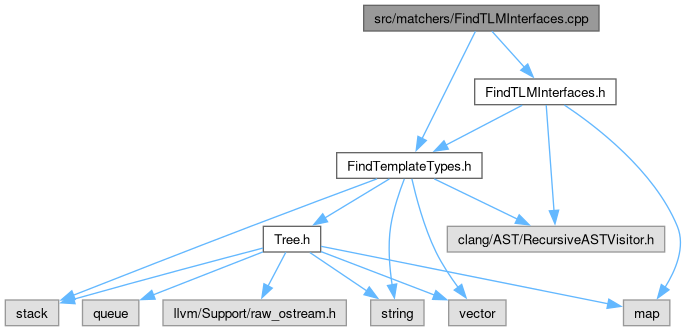 src/matchers/FindTLMInterfaces.cpp
FindTLMInterfaces.h
FindTemplateTypes.h
Tree.h
clang/AST/RecursiveASTVisitor.h
stack
queue
llvm/Support/raw_ostream.h
string
vector
map